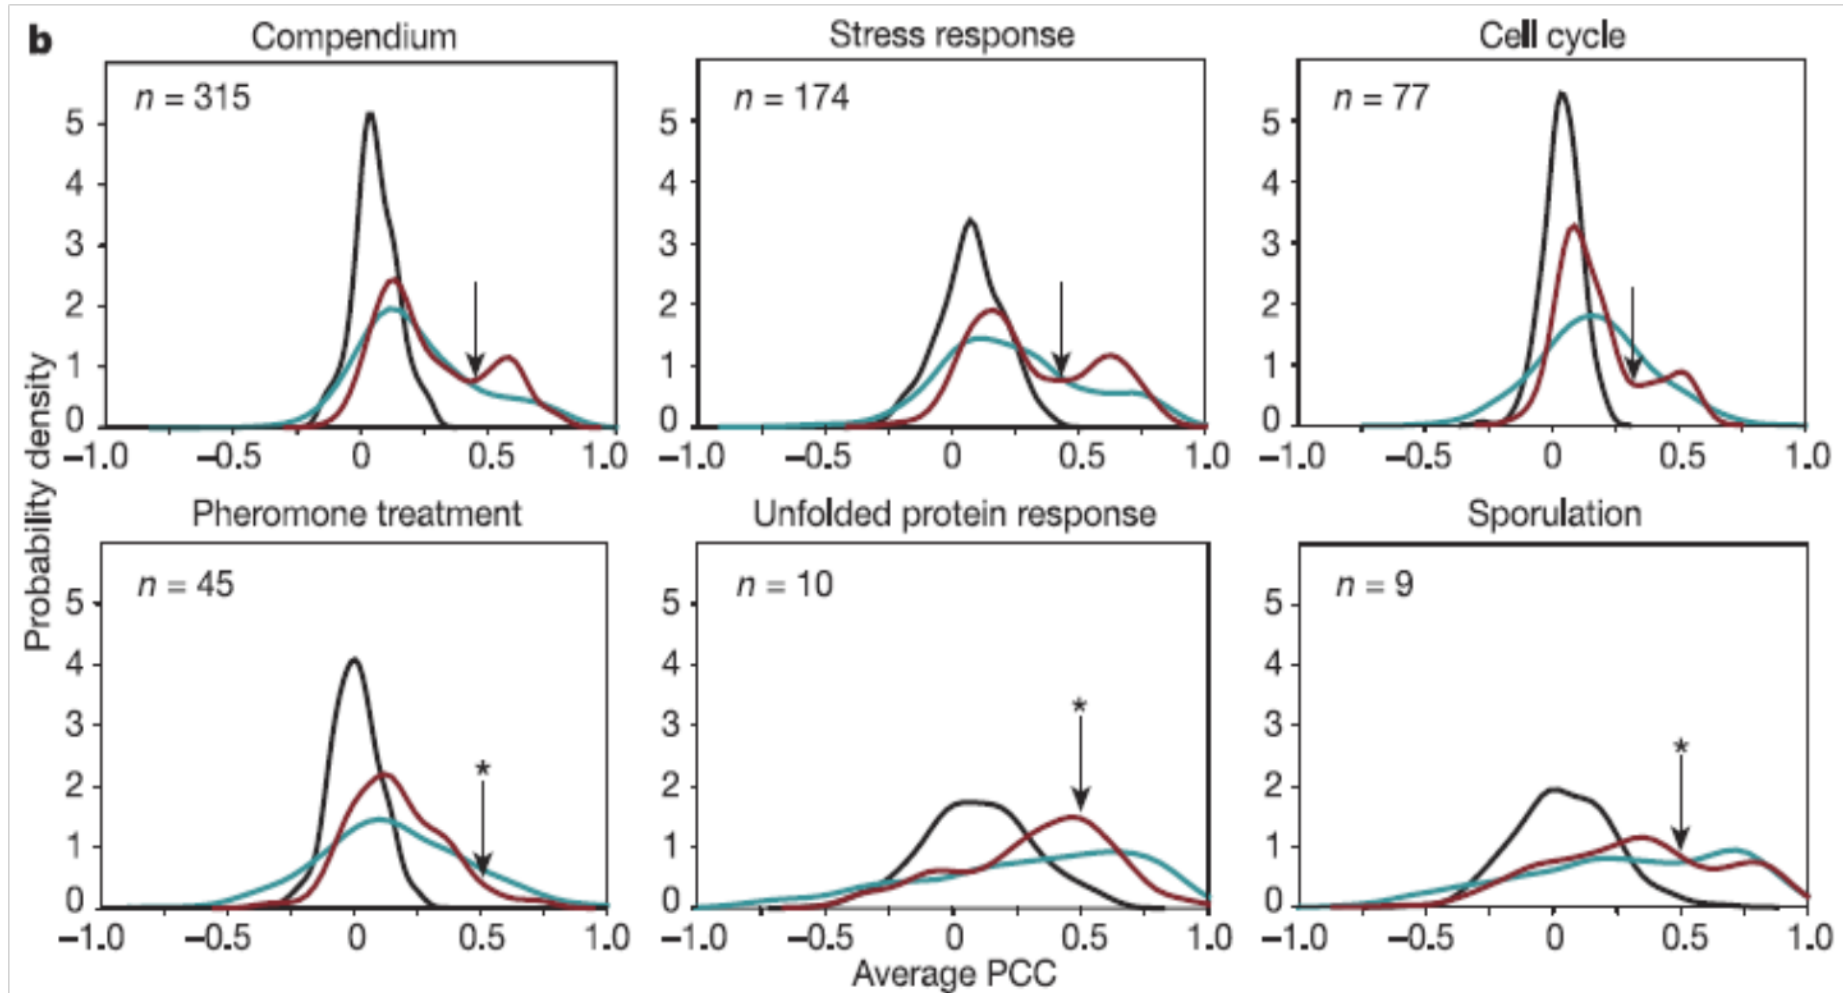 b
Compendium
Stress response
Cell cycle
n = 315
n = 174
n = 77
5
4
3
2
1
0
5
4
3
2
1
0
5
4
3
2
1
0
−1.0 −0.5 0 0.5 1.0
−1.0 −0.5 0 0.5 1.0
−1.0 −0.5 0 0.5 1.0
Probability density
Pheromone treatment
Unfolded protein response
Sporulation
n = 45
n = 10
n = 9
5
4
3
2
1
0
*
5
4
3
2
1
0
*
5
4
3
2
1
0
*
−1.0 −0.5 0 0.5 1.0
−1.0 −0.5 0 0.5 1.0
−1.0 −0.5 0 0.5 1.0
Average PCC